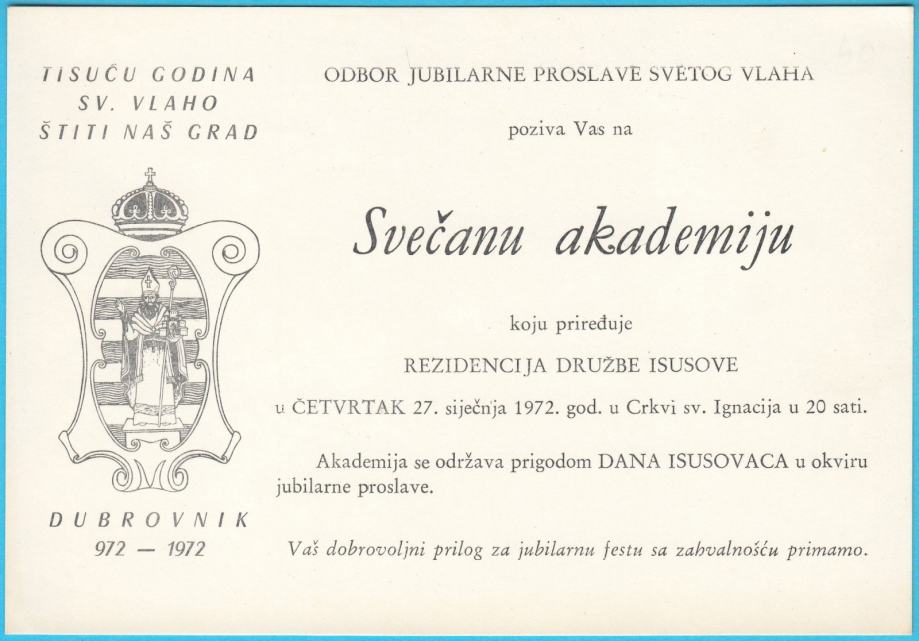 TISUĆU GODINA
SV. VLAHO
ŠTITI NAŠ GRAD
DUBROVNIK
972 — 1972
ODBOR JUBILARNE PROSLAVE SVETOG VLAHA
poziva Vas na
Svečanu akademiju
koju priređuje
REZIDENCIJA DRUŽBE ISUSOVE
u ČETVRTAK 27. siječnja 1972. god. u Crkvi sv. Ignacija u 20 sati.
Akademija se održava prigodom DANA ISUSOVACA u okviru
jubilarne proslave.
Vaš dobrovoljni prilog za jubilarnu festu sa zahvalnošću primamo.